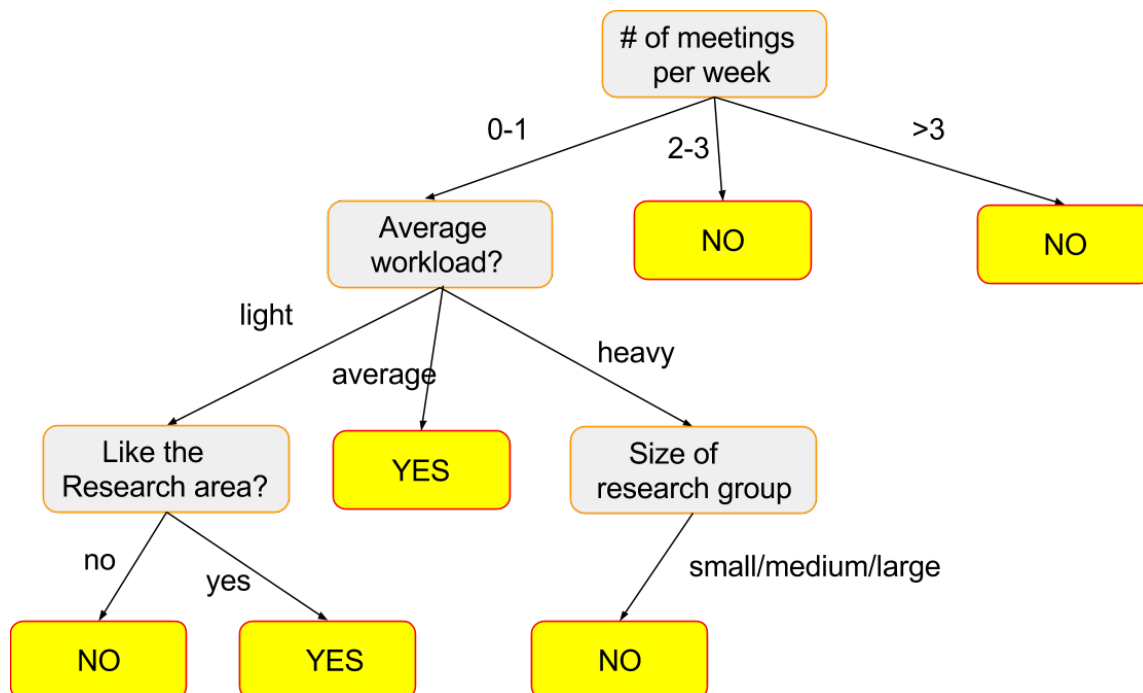 # of meetings
per week
0-1
2-3
>3
Average
workload?
NO
NO
light
average
heavy
Like the
Research area?
YES
Size of
research group
no
yes
small/medium/large
NO
YES
NO